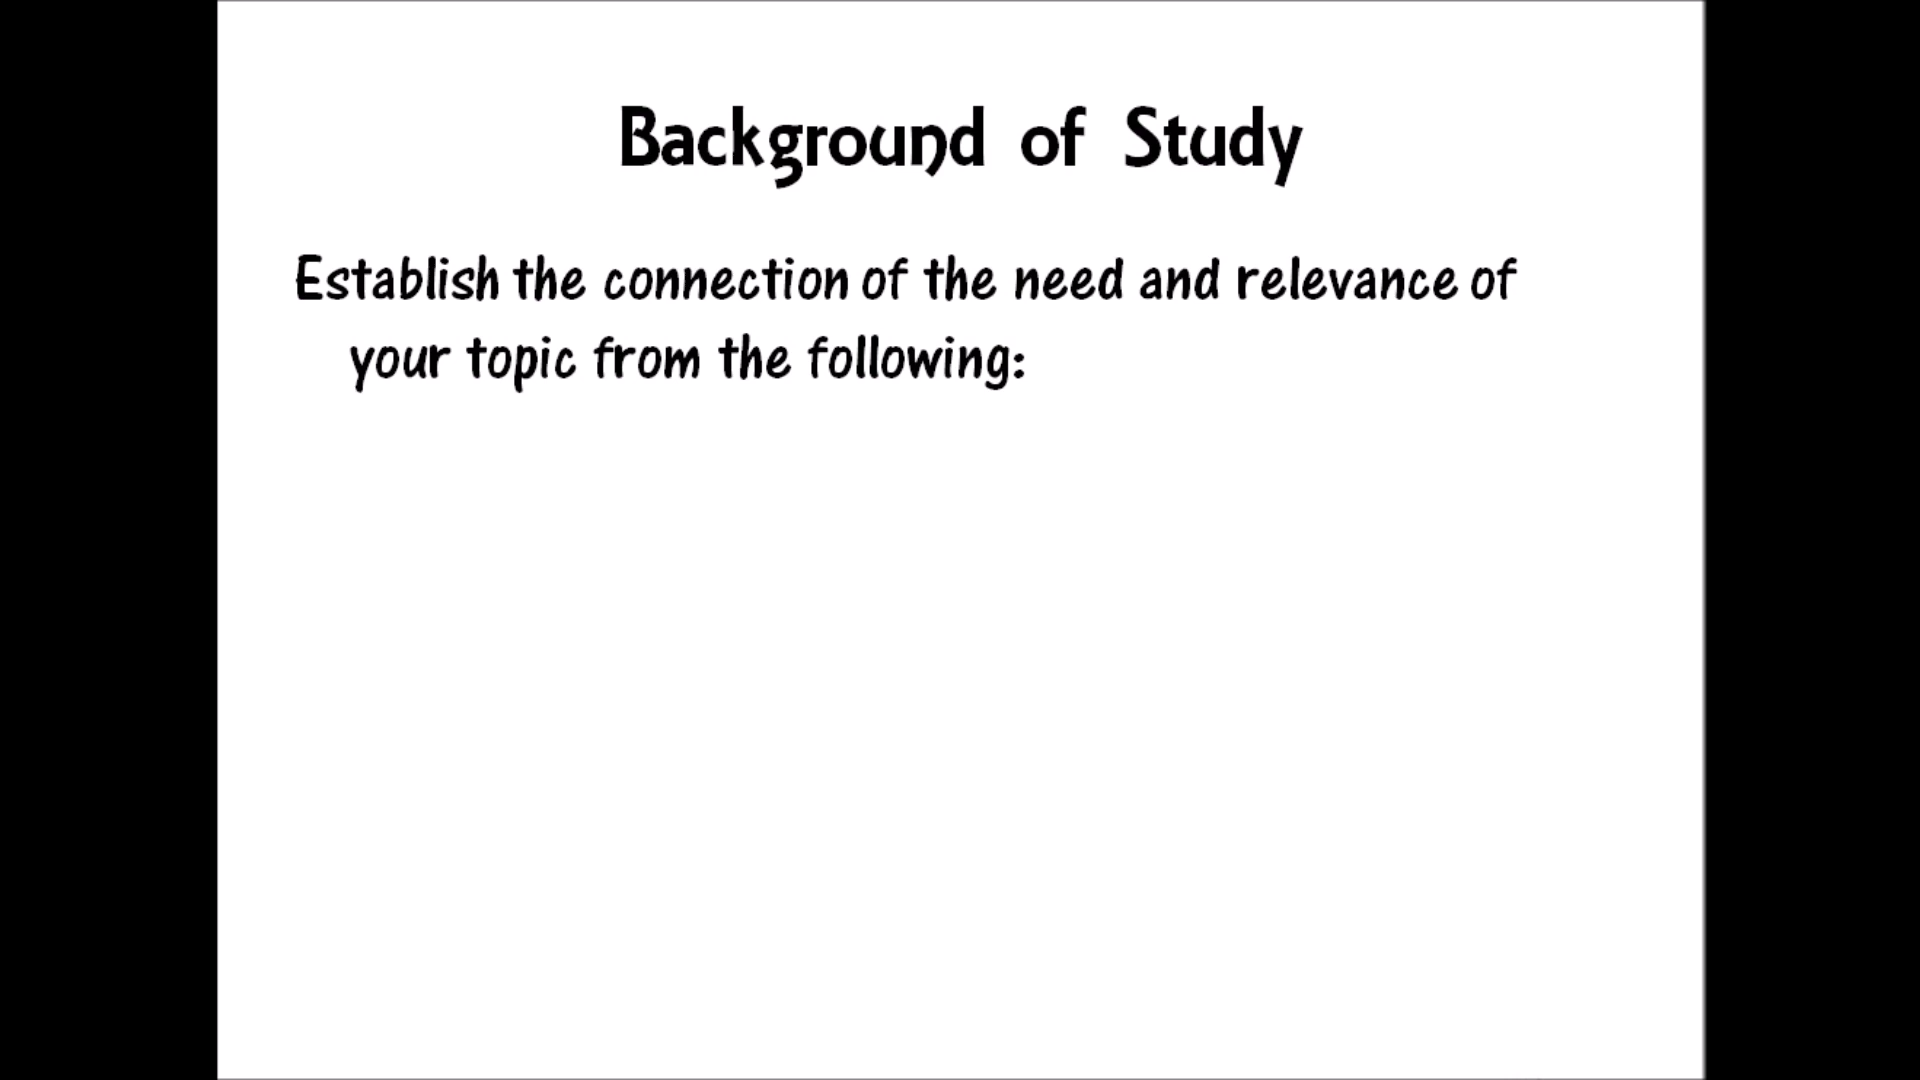 Background of Study
Establish the connection of the need and relevance of
your topic from the following: